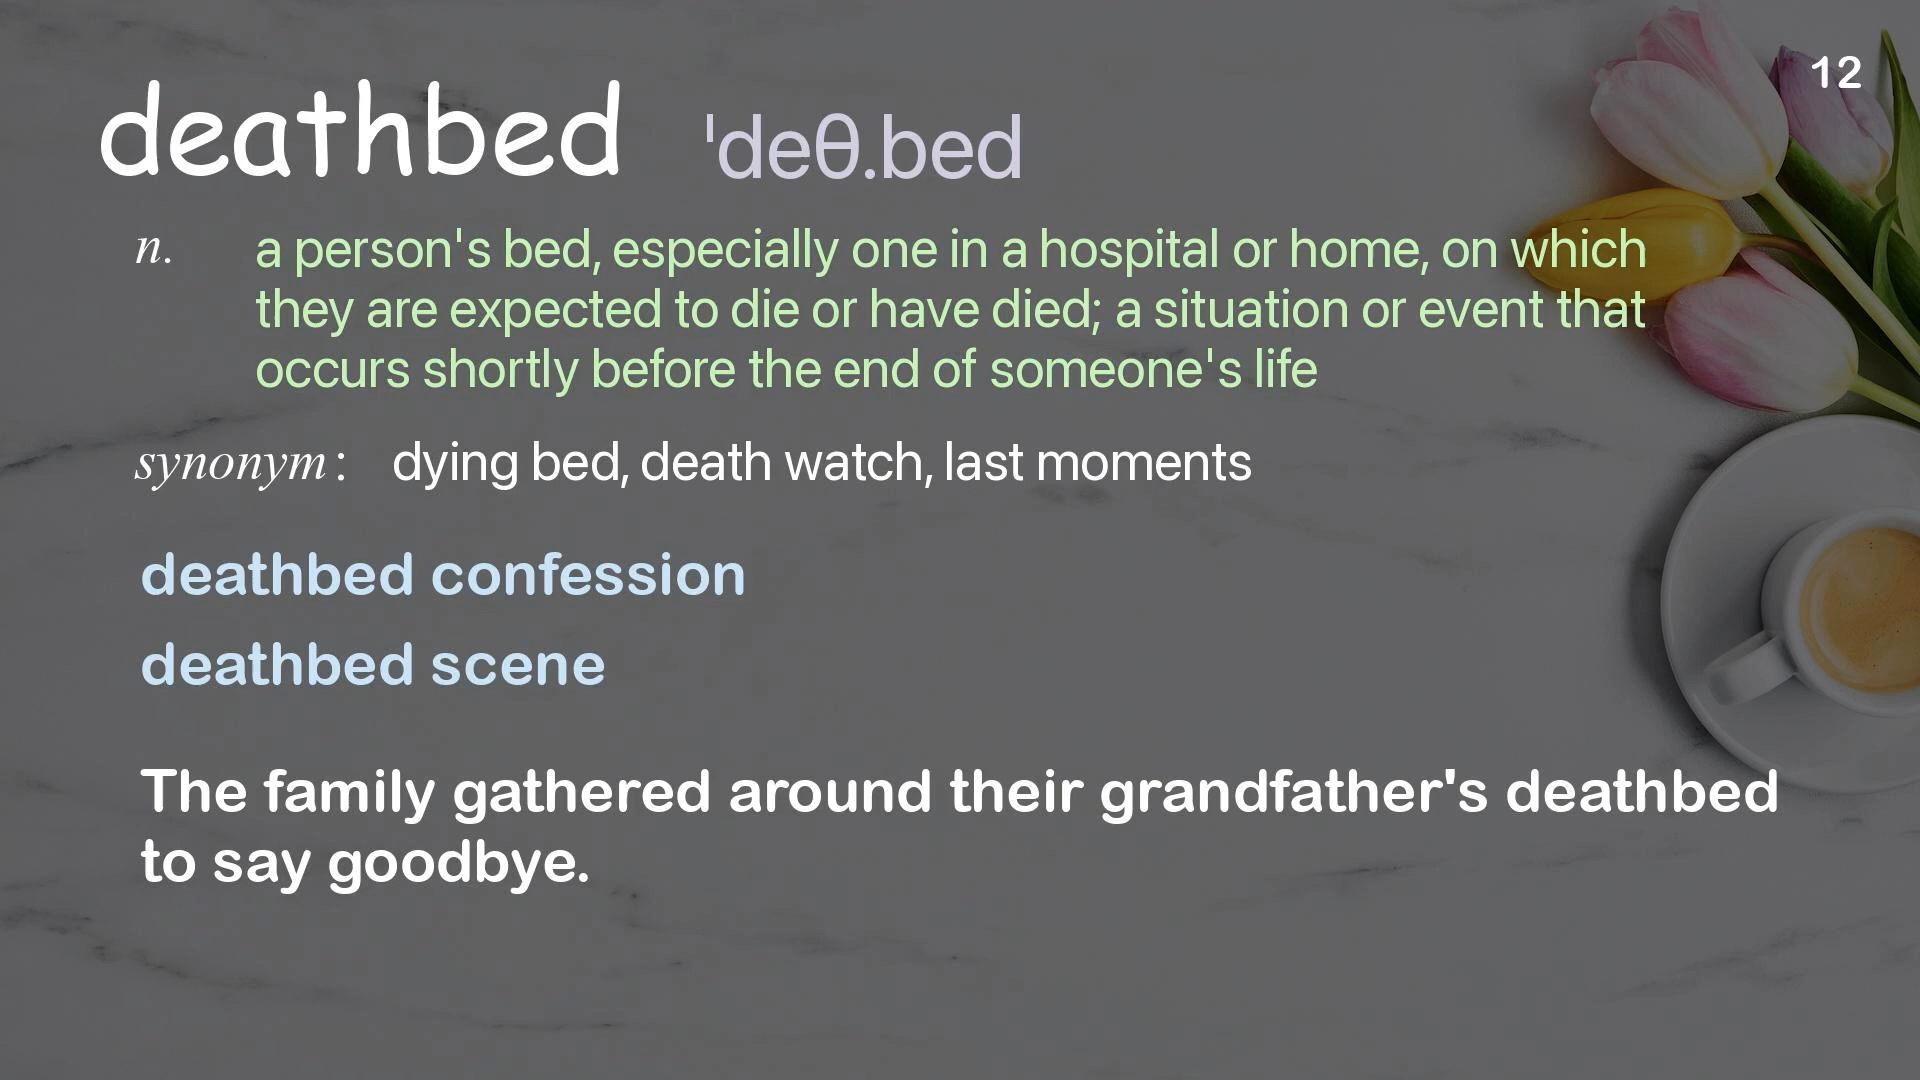 12
deathbed ˈdeθ.bed
n. a person's bed, especially one in a hospital or home, on which
they are expected to die or have died; a situation or event that
occurs shortly before the end of someone's life
synonym: dying bed, death watch, last moments
deathbed confession
deathbed scene
The family gathered around their grandfather's deathbed
to say goodbye.